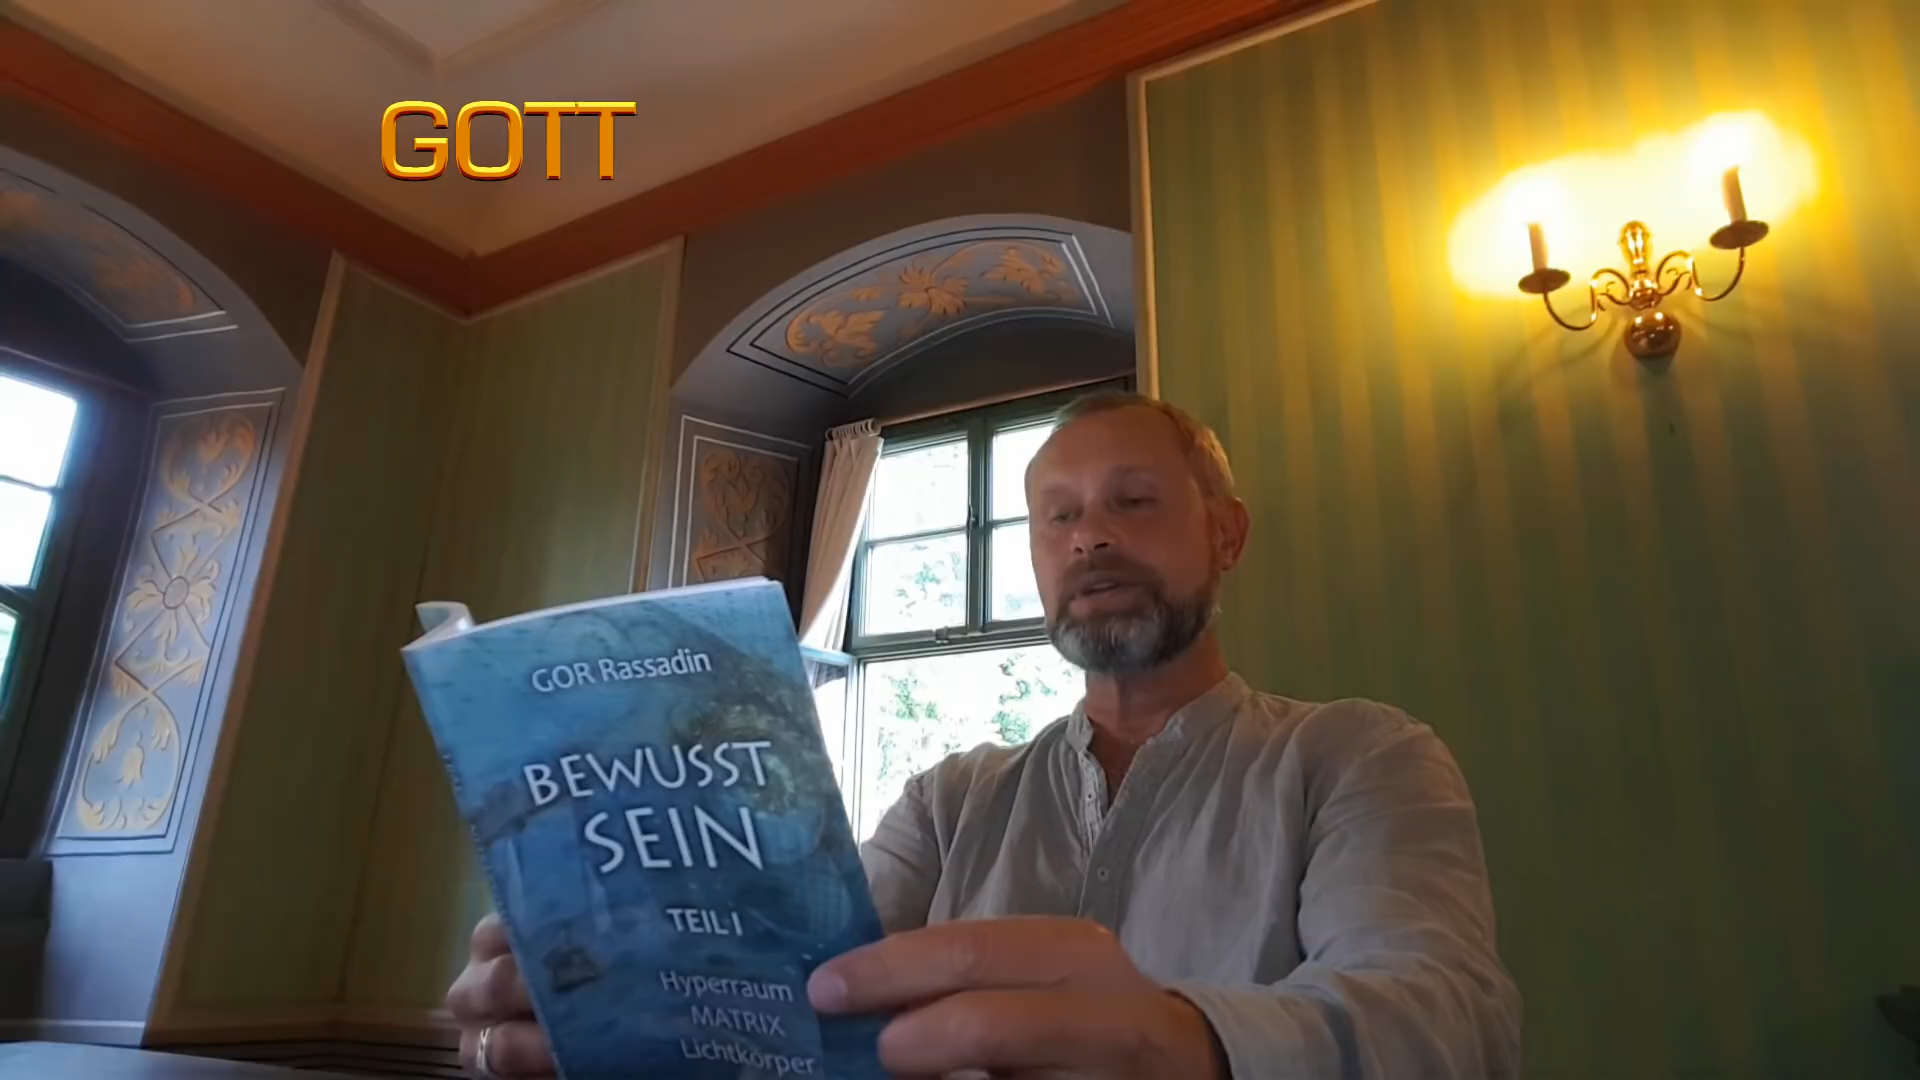 GOTT
GOR Rassadin
BEWUSST
SEIN
TEIL I
Hyperraum
MATRIX
Lichtkörper